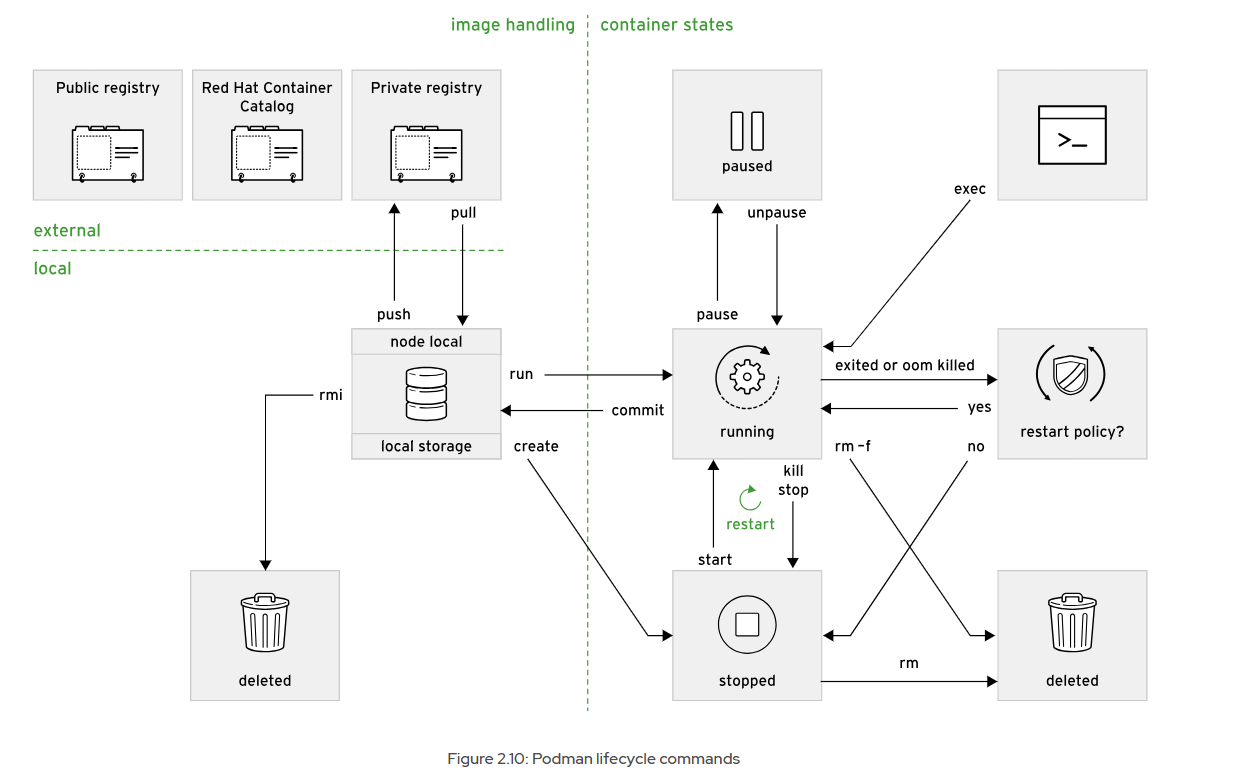 image handling
container states
Public registry
Red Hat Container
Catalog
Private registry
paused
>_
exec
pull
unpause
external
local
push
pause
node local
local storage
rmi
run
commit
create
running
exited or oom killed
yes
restart policy?
rm -f
no
kill
stop
restart
start
deleted
stopped
rm
deleted
Figure 2.10: Podman lifecycle commands